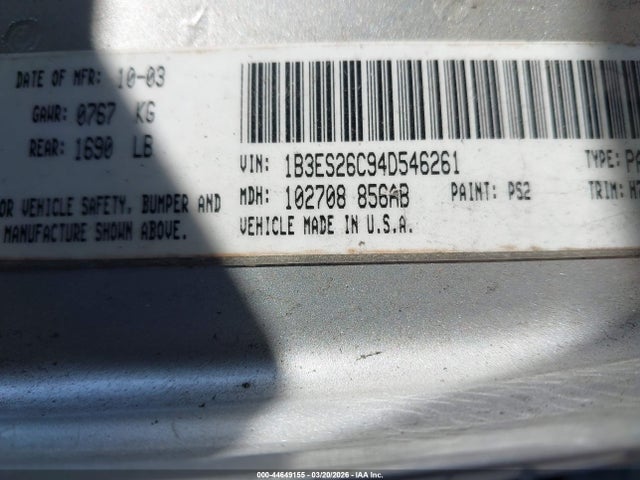 DATE OF MFR: 10-03
GAWR: 0767 KG
REAR: 1690 LB
VIN: 1B3ES26C94D546261
TYPE:
MDH: 102708 856AB
PAINT: PS2
TRIM:
OR VEHICLE SAFETY, BUMPER AND
MANUFACTURE SHOWN ABOVE.
VEHICLE MADE IN U.S.A.
000-44649155 - 03/20/2026 - IAA Inc.